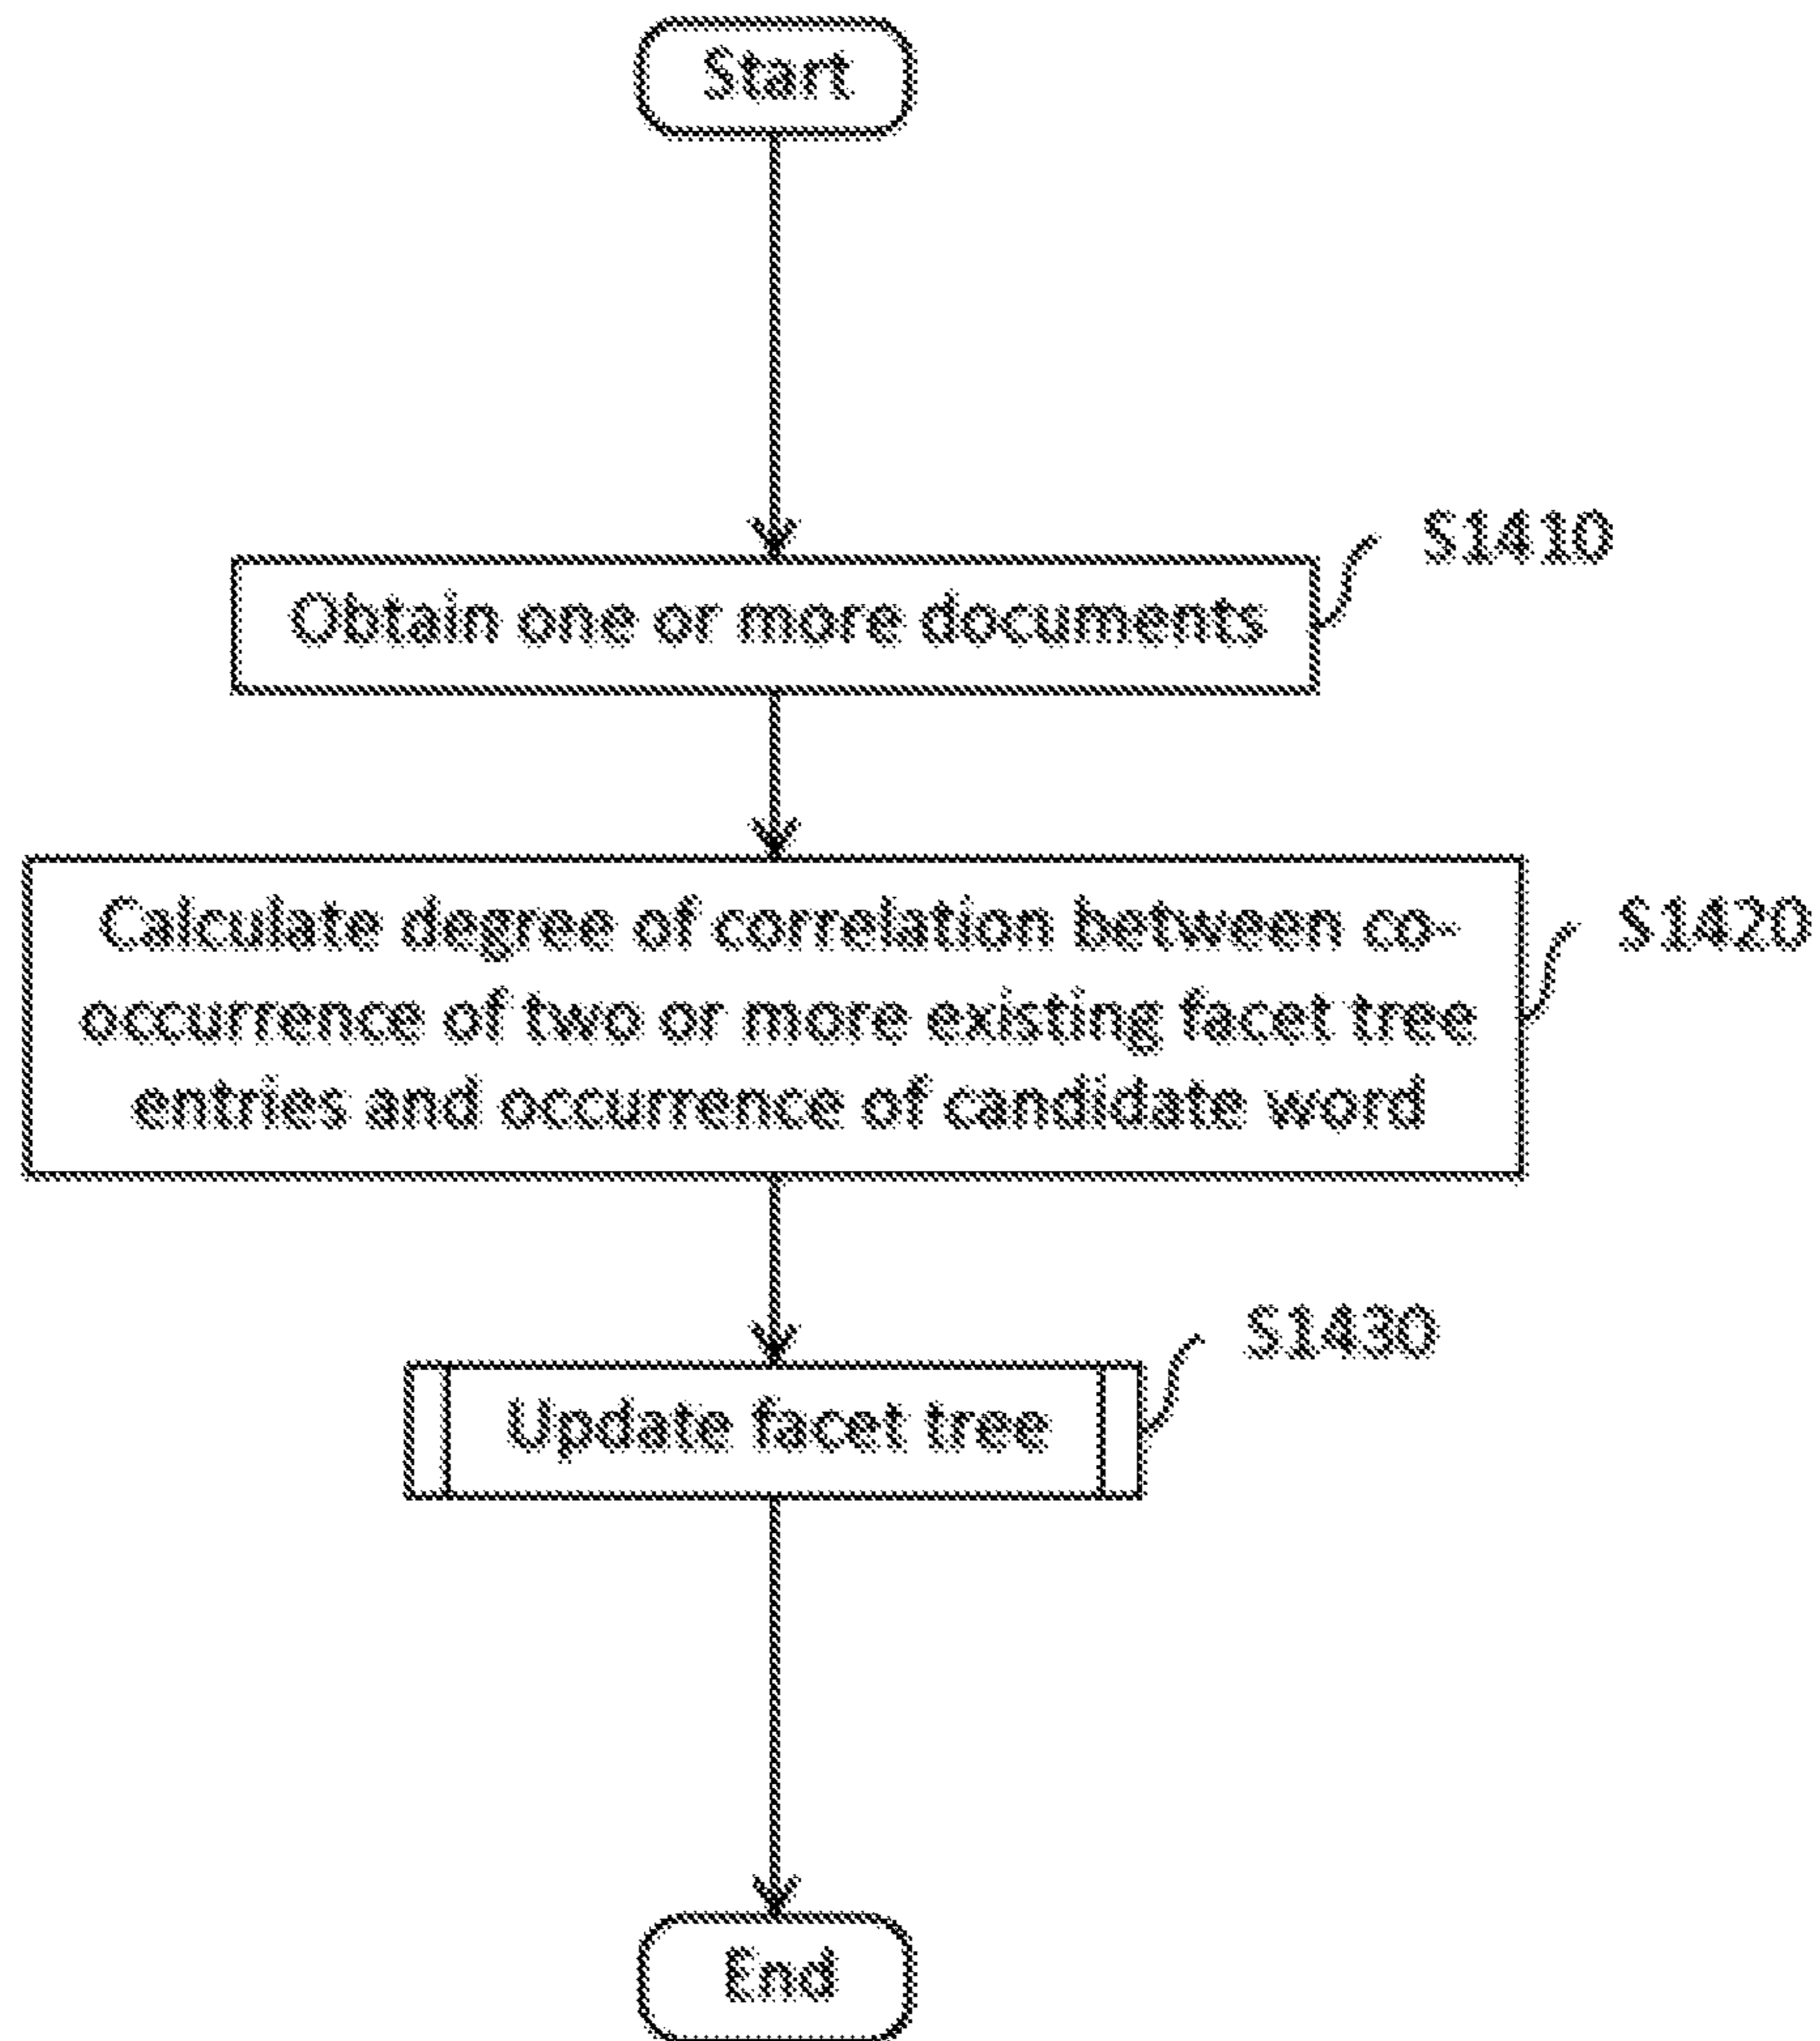 Start
S1410
Obtain one or more documents
S1420
Calculate degree of correlation between co-
occurrence of two or more existing facet tree
entries and occurrence of candidate word
S1430
Update facet tree
End